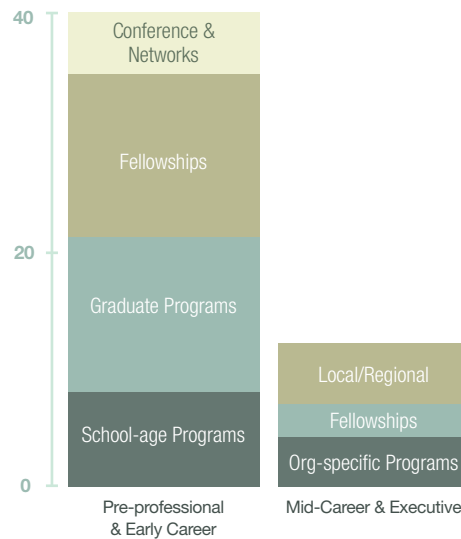 40
Conference &
Networks
Fellowships
20
Graduate Programs
Local/Regional
School-age Programs
Fellowships
Org-specific Programs
0
Pre-professional
& Early Career
Mid-Career & Executive